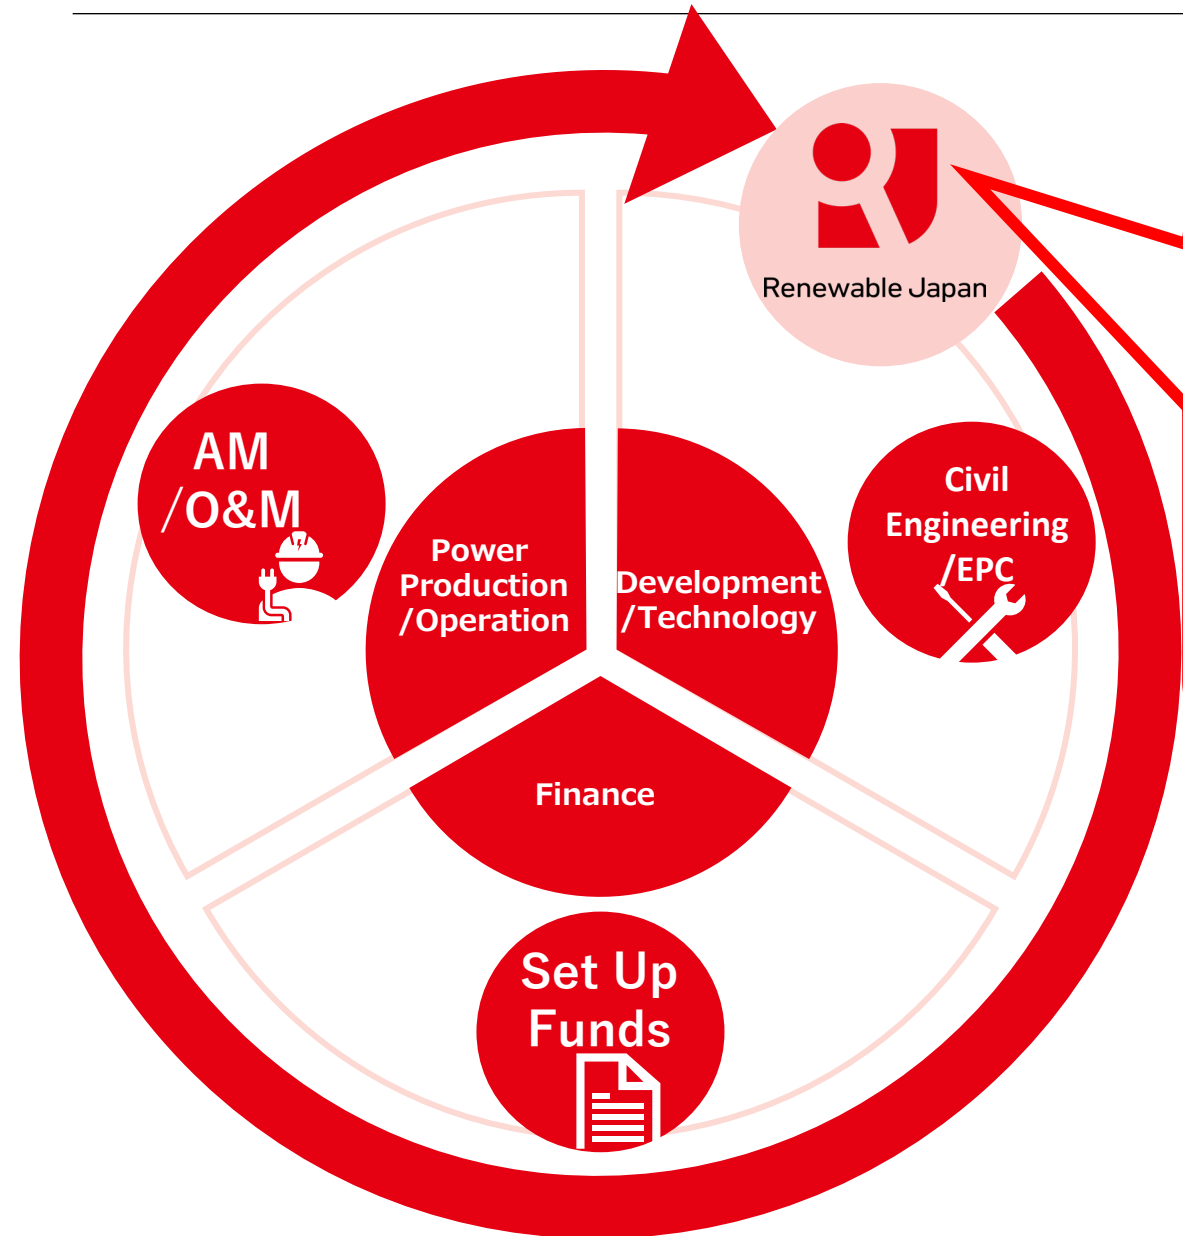 Renewable Japan
AM
/O&M
Civil
Engineering
/EPC
Power
Production
/Operation
Development
/Technology
Finance
Set Up
Funds